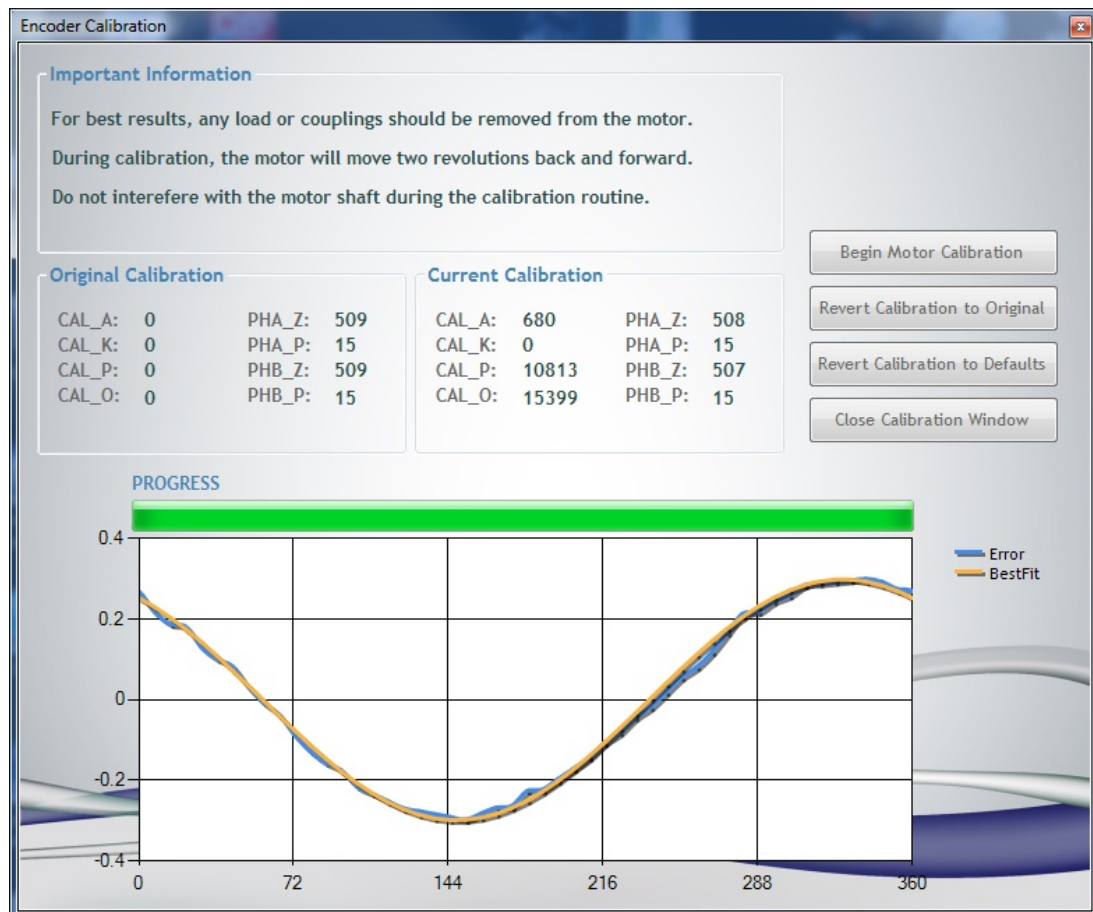 Encoder Calibration
Important Information
For best results, any load or couplings should be removed from the motor.
During calibration, the motor will move two revolutions back and forward.
Do not interefere with the motor shaft during the calibration routine.
Begin Motor Calibration
Revert Calibration to Original
Revert Calibration to Defaults
Close Calibration Window
Original Calibration
CAL_A: 0 PHA_Z: 509
CAL_K: 0 PHA_P: 15
CAL_P: 0 PHB_Z: 509
CAL_O: 0 PHB_P: 15
Current Calibration
CAL_A: 680 PHA_Z: 508
CAL_K: 0 PHA_P: 15
CAL_P: 10813 PHB_Z: 507
CAL_O: 15399 PHB_P: 15
PROGRESS
0.4
0.2
0
-0.2
-0.4
0 72 144 216 288 360
Error
BestFit